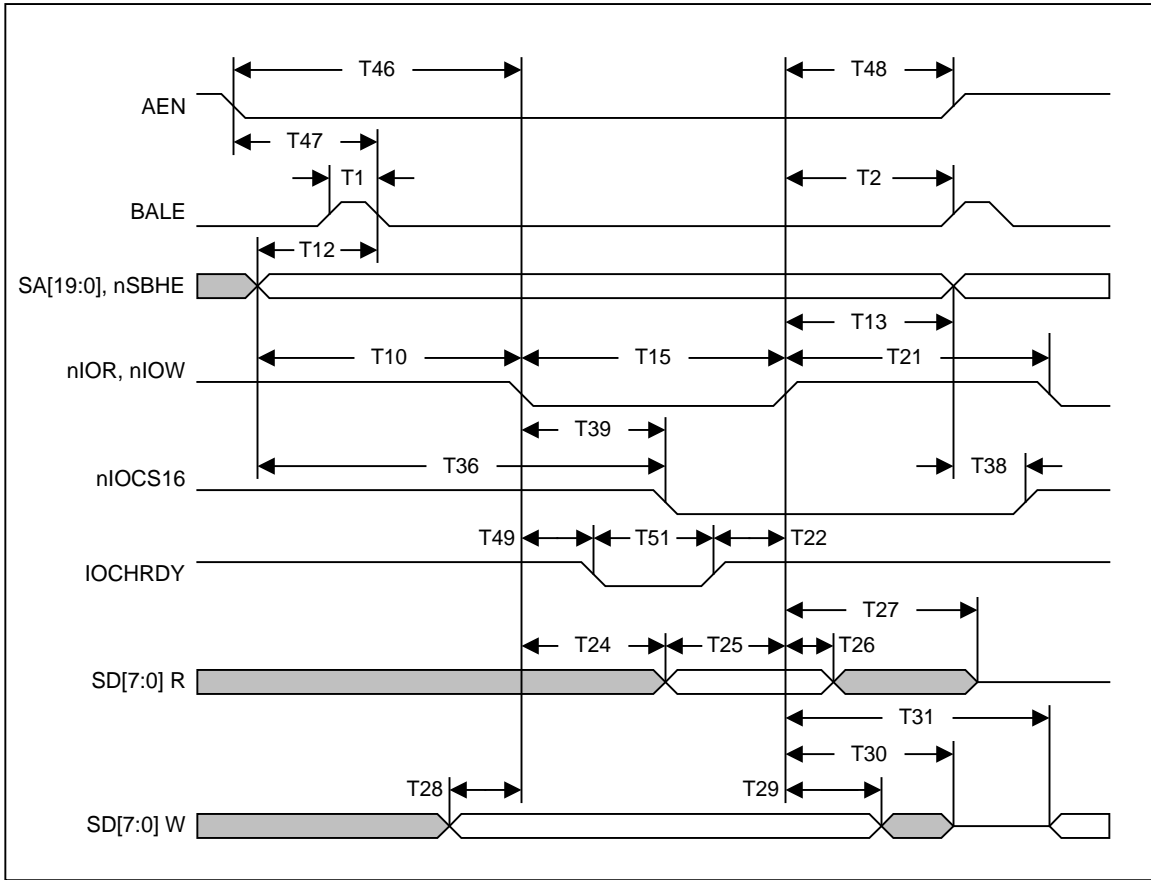 T46
T48
AEN
T47
T1
T2
BALE
T12
SA[19:0], nSBHE
T13
T10
T15
T21
nIOR, nIOW
T39
T36
T38
nIOCS16
T49
T51
T22
IOCHRDY
T27
T24
T25
T26
SD[7:0] R
T31
T30
T28
T29
SD[7:0] W